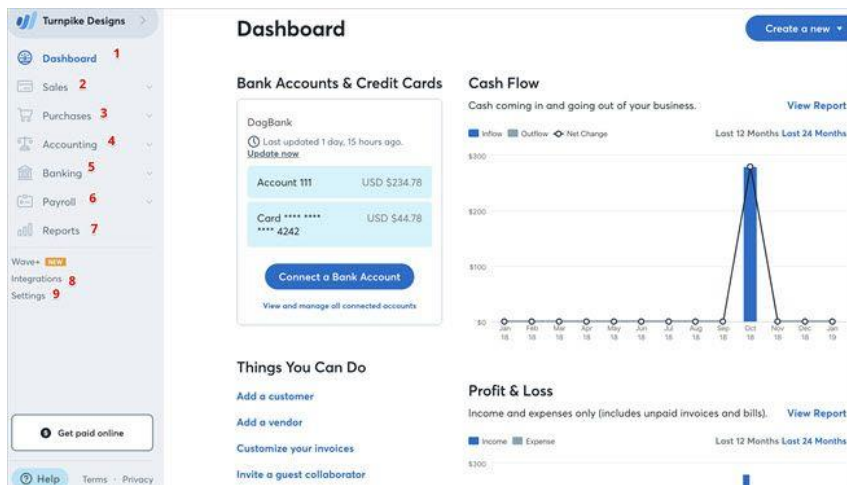 Turnpike Designs
Dashboard 1
Sales 2
Purchases 3
Accounting 4
Banking 5
Payroll 6
Reports 7
Wave+ NEW
Integrations 8
Settings 9
Get paid online
Help Terms · Privacy
Dashboard
Create a new
Bank Accounts & Credit Cards
DagBank
Last updated 1 day, 15 hours ago.
Update now
Account 111 USD $234.78
Card **** **** USD $44.78
**** 4242
Connect a Bank Account
View and manage all connected accounts
Things You Can Do
Add a customer
Add a vendor
Customize your invoices
Invite a guest collaborator
Cash Flow
Cash coming in and going out of your business. View Report
Inflow Outflow Net Change Last 12 Months Last 24 Months
$300
$200
$100
$0
Jan Feb Mar Apr May Jun Jul Aug Sep Oct Nov Dec Jan
18 18 18 18 18 18 18 18 18 18 18 18 19
Profit & Loss
Income and expenses only (includes unpaid invoices and bills). View Report
Income Expense Last 12 Months Last 24 Months
$300